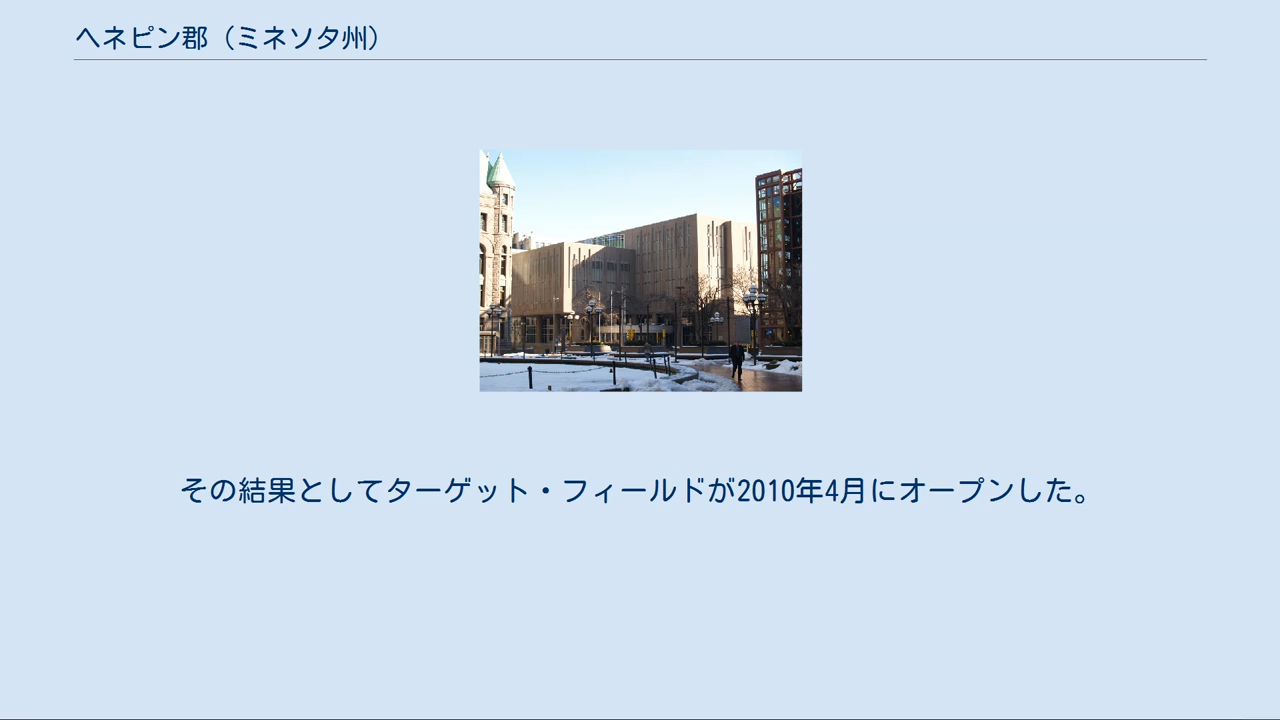 ヘネピン郡（ミネソタ州）
その結果としてターゲット・フィールドが2010年4月にオープンした。